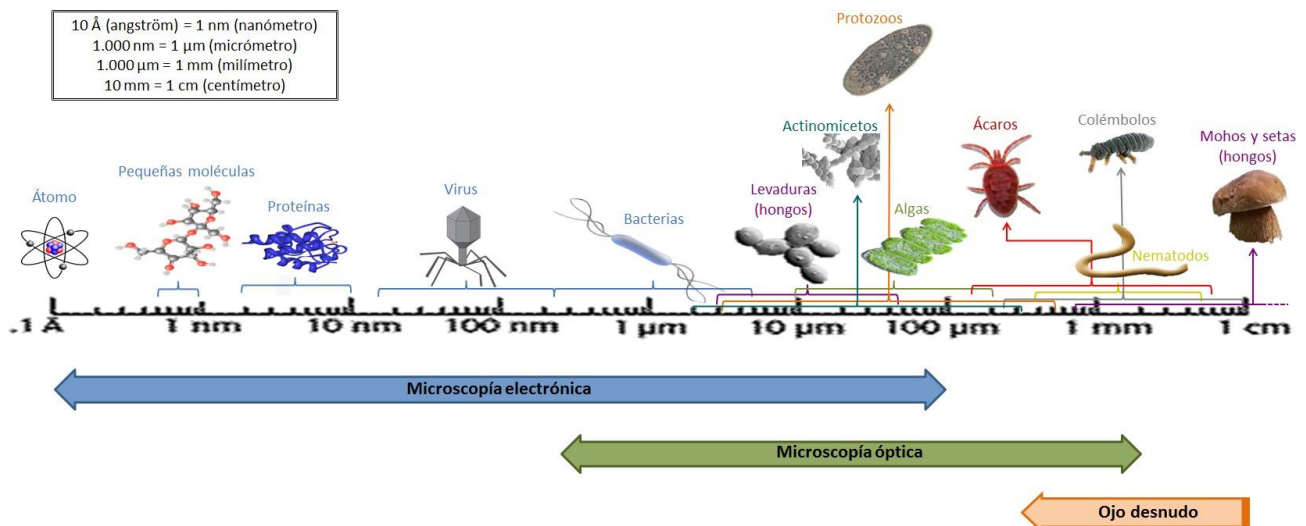 10 Å (angström) = 1 nm (nanómetro)
1.000 nm = 1 µm (micrómetro)
1.000 µm = 1 mm (milímetro)
10 mm = 1 cm (centímetro)
Protozoos
Actinomicetos
Ácaros
Colémbolos
Mohos y setas
(hongos)
Pequeñas moléculas
Átomo
Proteínas
Virus
Bacterias
Levaduras
(hongos)
Algas
Nematodos
.1 Å
1 nm
10 nm
100 nm
1 µm
10 µm
100 µm
1 mm
1 cm
Microscopía electrónica
Microscopía óptica
Ojo desnudo